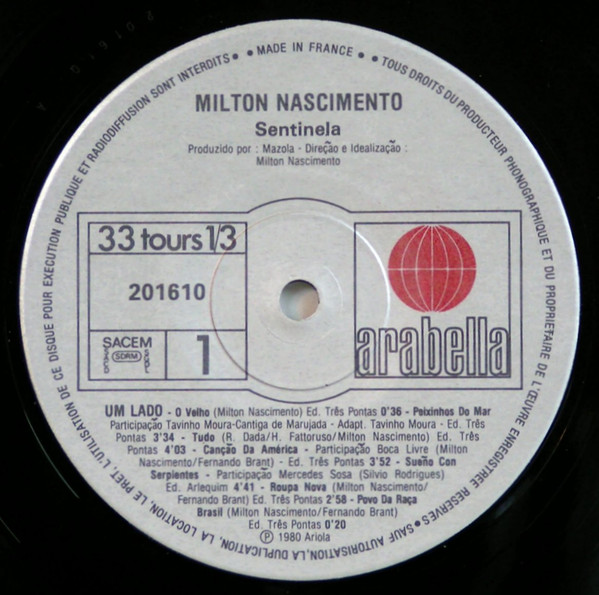 • MADE IN FRANCE •
• TOUS DROITS DU PRODUCTEUR PHONOGRAPHIQUE ET DU PROPRIETAIRE DE L'ŒUVRE ENREGISTREE RESERVES • SAUF AUTORISATION, LA DUPLICATION, LA LOCATION, LE PRET, L'UTILISATION DE CE DISQUE POUR EXECUTION PUBLIQUE ET RADIODIFFUSION SONT INTERDITS •
MILTON NASCIMENTO
Sentinela
Produzido por : Mazola - Direção e Idealização :
Milton Nascimento
33 tours 1/3
201610
SACEM
SDRM
1
arabella
UM LADO - O Velho (Milton Nascimento) Ed. Três Pontas 0'36 - Peixinhos Do Mar
Participação Tavinho Moura-Cantiga de Marujada - Adapt. Tavinho Moura - Ed. Três
Pontas 3'34 - Tudo (R. Dada/H. Fattoruso/Milton Nascimento) Ed. Três Pontas
4'03 - Canção Da América - Participação Boca Livre (Milton
Nascimento/Fernando Brant) - Ed. Três Pontas 3'52 - Sueño Con
Serpientes - Participação Mercedes Sosa (Silvio Rodrigues)
Ed. Arlequim 4'41 - Roupa Nova (Milton Nascimento/
Fernando Brant) Ed. Três Pontas 2'58 - Povo Da Raça
Brasil (Milton Nascimento/Fernando Brant)
Ed. Três Pontas 0'20
Ⓟ 1980 Ariola